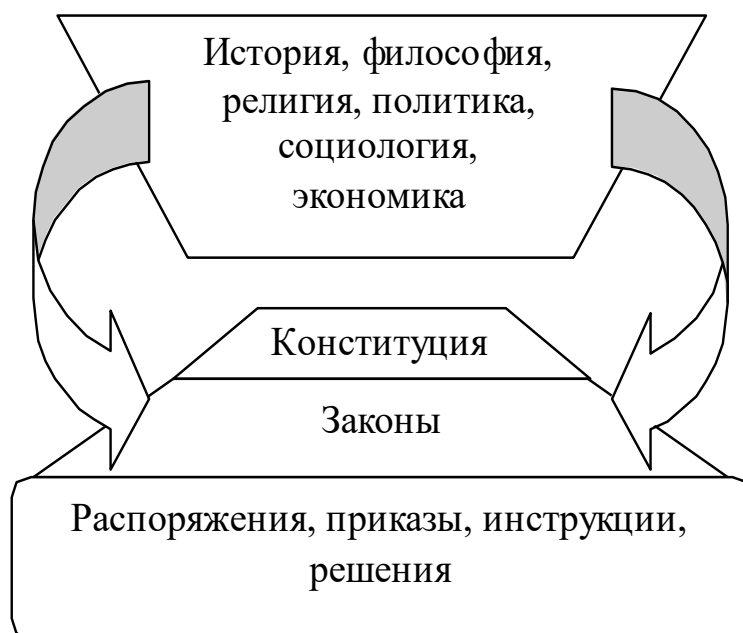 История, философия,
религия, политика,
социология,
экономика
Конституция
Законы
Распоряжения, приказы, инструкции,
решения